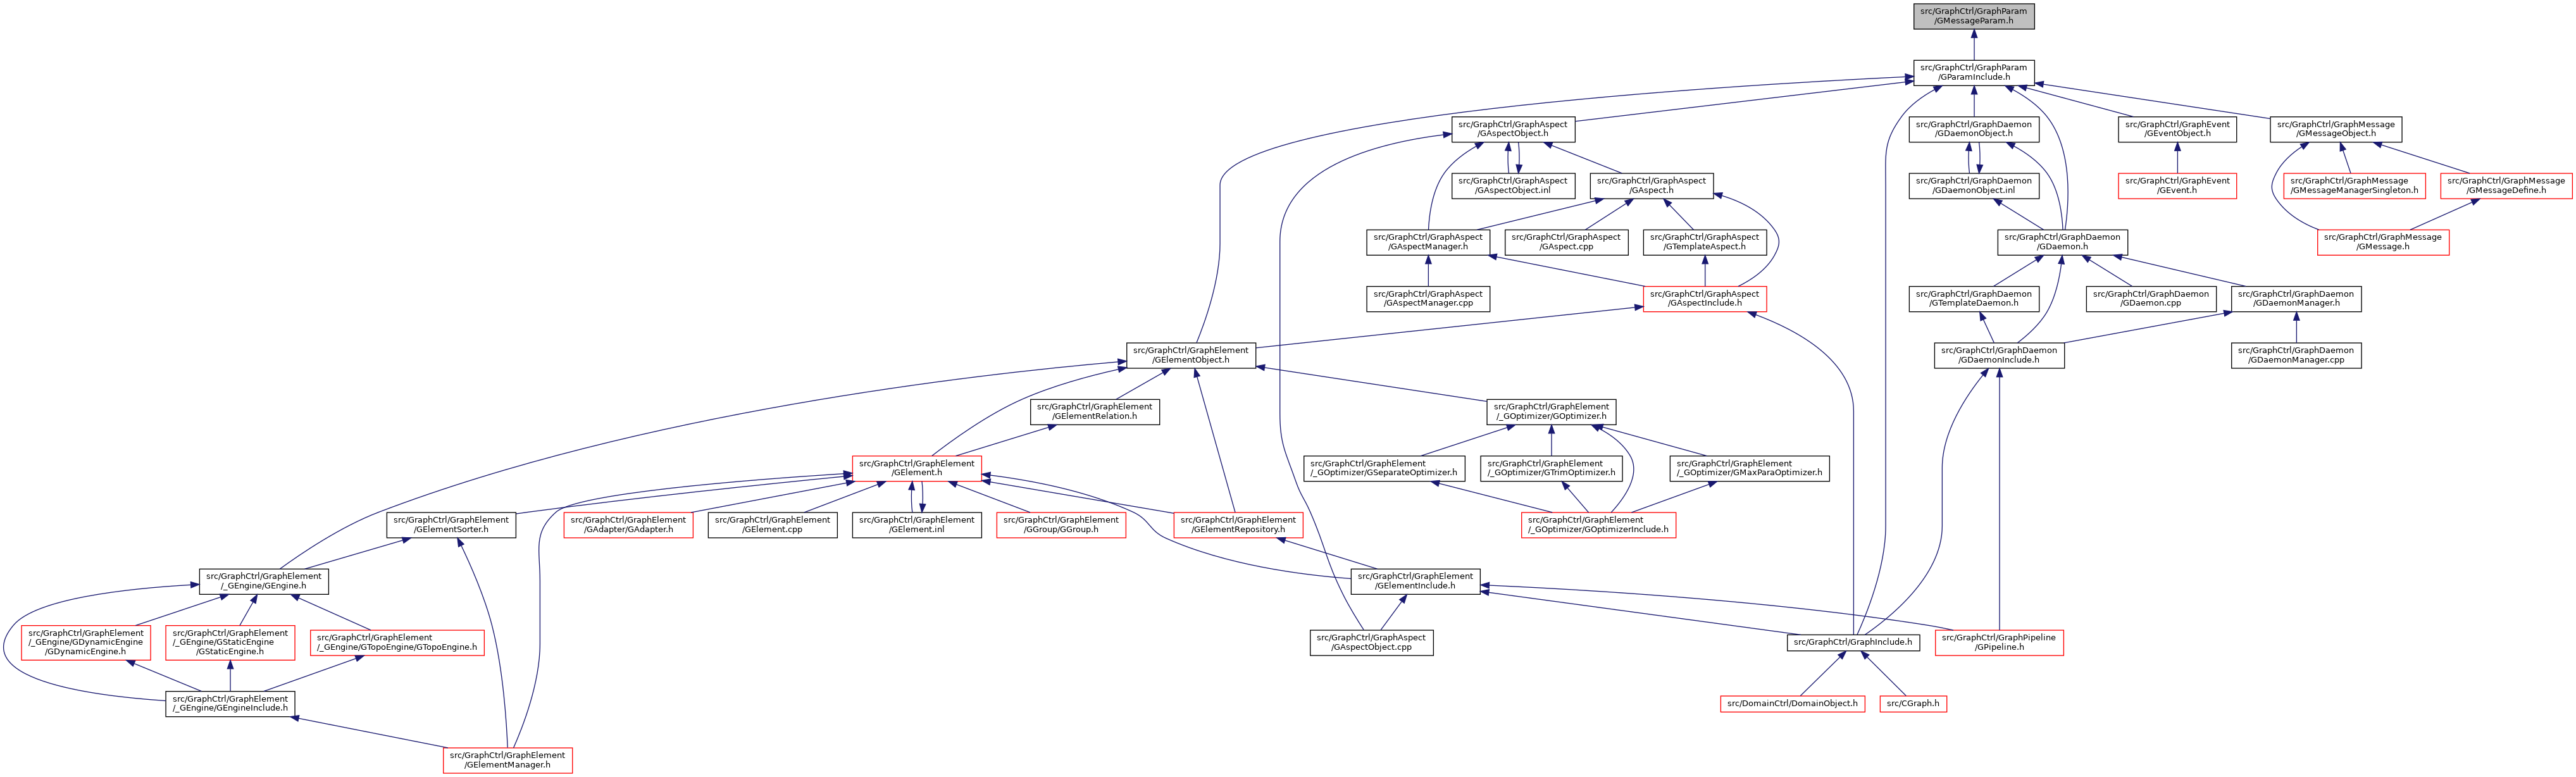 src/GraphCtrl/GraphParam
/GMessageParam.h
src/GraphCtrl/GraphParam
/GParamInclude.h
src/GraphCtrl/GraphAspect
/GAspectObject.h
src/GraphCtrl/GraphDaemon
/GDaemonObject.h
src/GraphCtrl/GraphEvent
/GEventObject.h
src/GraphCtrl/GraphMessage
/GMessageObject.h
src/GraphCtrl/GraphAspect
/GAspectObject.inl
src/GraphCtrl/GraphAspect
/GAspect.h
src/GraphCtrl/GraphDaemon
/GDaemonObject.inl
src/GraphCtrl/GraphEvent
/GEvent.h
src/GraphCtrl/GraphMessage
/GMessageManagerSingleton.h
src/GraphCtrl/GraphMessage
/GMessageDefine.h
src/GraphCtrl/GraphAspect
/GAspectManager.h
src/GraphCtrl/GraphAspect
/GAspect.cpp
src/GraphCtrl/GraphAspect
/GTemplateAspect.h
src/GraphCtrl/GraphDaemon
/GDaemon.h
src/GraphCtrl/GraphMessage
/GMessage.h
src/GraphCtrl/GraphAspect
/GAspectManager.cpp
src/GraphCtrl/GraphAspect
/GAspectInclude.h
src/GraphCtrl/GraphDaemon
/GTemplateDaemon.h
src/GraphCtrl/GraphDaemon
/GDaemon.cpp
src/GraphCtrl/GraphDaemon
/GDaemonManager.h
src/GraphCtrl/GraphElement
/GElementObject.h
src/GraphCtrl/GraphDaemon
/GDaemonInclude.h
src/GraphCtrl/GraphDaemon
/GDaemonManager.cpp
src/GraphCtrl/GraphElement
/GElementRelation.h
src/GraphCtrl/GraphElement
/_GOptimizer/GOptimizer.h
src/GraphCtrl/GraphElement
/GElement.h
src/GraphCtrl/GraphElement
/_GOptimizer/GSeparateOptimizer.h
src/GraphCtrl/GraphElement
/_GOptimizer/GTrimOptimizer.h
src/GraphCtrl/GraphElement
/_GOptimizer/GMaxParaOptimizer.h
src/GraphCtrl/GraphElement
/GElementSorter.h
src/GraphCtrl/GraphElement
/GAdapter/GAdapter.h
src/GraphCtrl/GraphElement
/GElement.cpp
src/GraphCtrl/GraphElement
/GElement.inl
src/GraphCtrl/GraphElement
/GGroup/GGroup.h
src/GraphCtrl/GraphElement
/GElementRepository.h
src/GraphCtrl/GraphElement
/_GOptimizer/GOptimizerInclude.h
src/GraphCtrl/GraphElement
/_GEngine/GEngine.h
src/GraphCtrl/GraphElement
/GElementInclude.h
src/GraphCtrl/GraphElement
/_GEngine/GDynamicEngine
/GDynamicEngine.h
src/GraphCtrl/GraphElement
/_GEngine/GStaticEngine
/GStaticEngine.h
src/GraphCtrl/GraphElement
/_GEngine/GTopoEngine/GTopoEngine.h
src/GraphCtrl/GraphAspect
/GAspectObject.cpp
src/GraphCtrl/GraphInclude.h
src/GraphCtrl/GraphPipeline
/GPipeline.h
src/GraphCtrl/GraphElement
/_GEngine/GEngineInclude.h
src/DomainCtrl/DomainObject.h
src/CGraph.h
src/GraphCtrl/GraphElement
/GElementManager.h